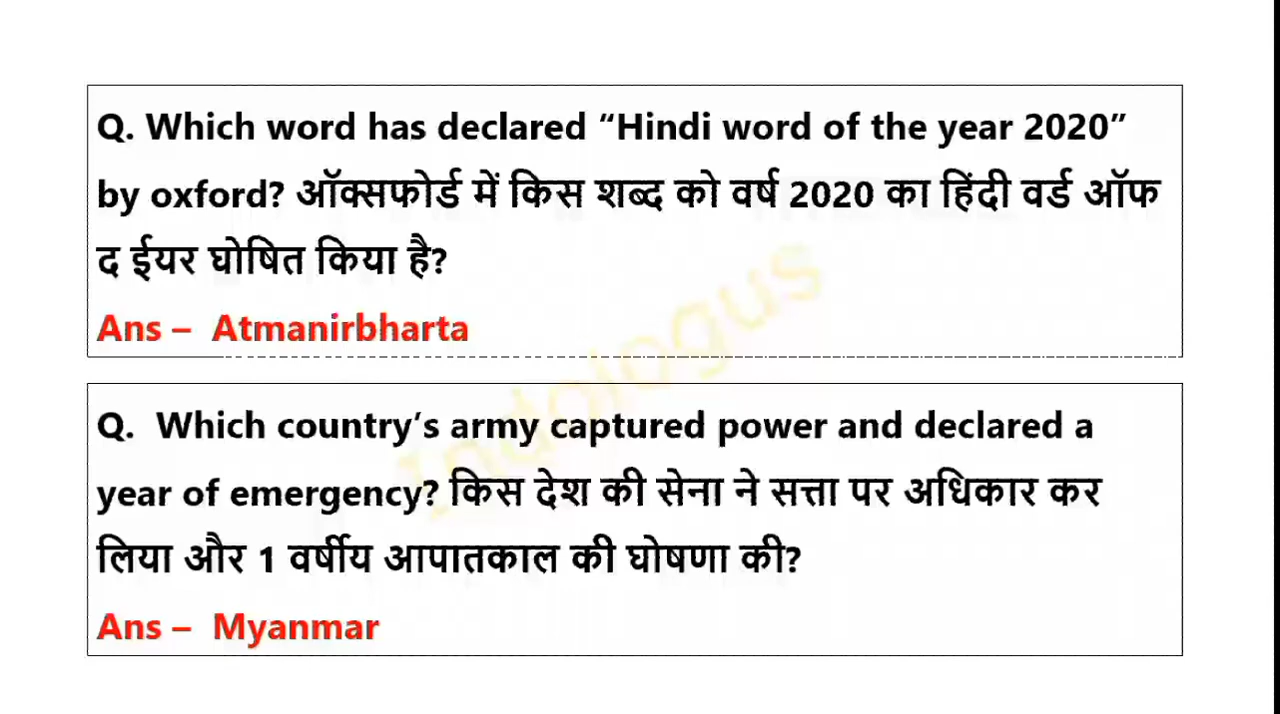 Q. Which word has declared “Hindi word of the year 2020”
by oxford? ऑक्सफोर्ड में किस शब्द को वर्ष 2020 का हिंदी वर्ड ऑफ
द ईयर घोषित किया है?
Ans – Atmanirbharta
Q. Which country’s army captured power and declared a
year of emergency? किस देश की सेना ने सत्ता पर अधिकार कर
लिया और 1 वर्षीय आपातकाल की घोषणा की?
Ans – Myanmar
Indologus